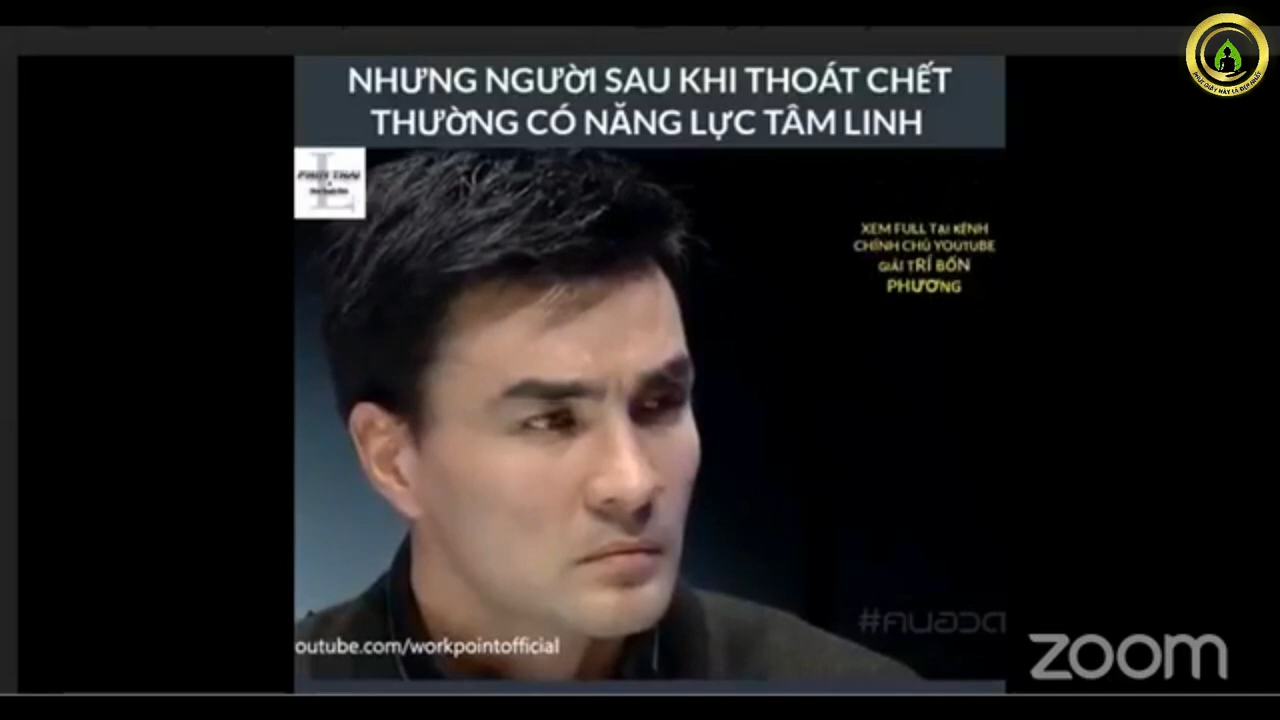 NHƯNG NGƯỜI SAU KHI THOÁT CHẾT
THƯỜNG CÓ NĂNG LỰC TÂM LINH
XEM FULL TẠI KÊNH
CHÍNH CHỦ YOUTUBE
GIẢI TRÍ BỐN
PHƯƠNG
#คนอวด
outube.com/workpointofficial
zoom